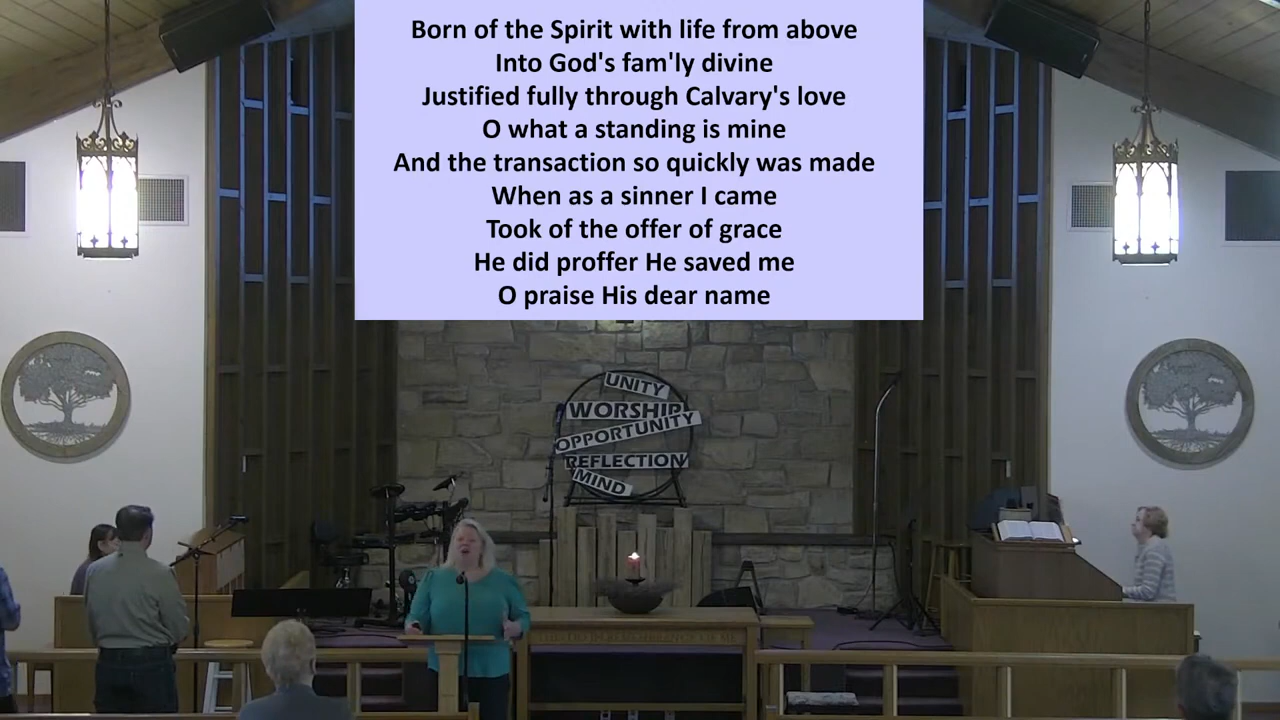 Born of the Spirit with life from above
Into God's fam'ly divine
Justified fully through Calvary's love
O what a standing is mine
And the transaction so quickly was made
When as a sinner I came
Took of the offer of grace
He did proffer He saved me
O praise His dear name
UNITY
WORSHIP
OPPORTUNITY
REFLECTION
MIND